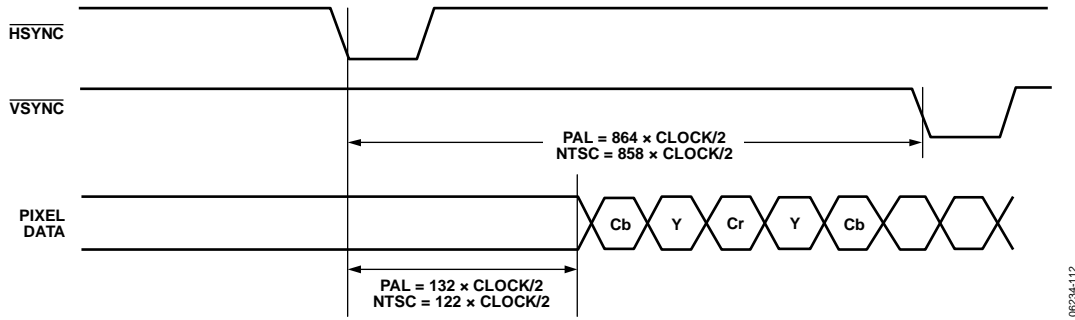 HSYNC
VSYNC
PAL = 864 × CLOCK/2
NTSC = 858 × CLOCK/2
PIXEL
DATA
Cb Y Cr Y Cb
PAL = 132 × CLOCK/2
NTSC = 122 × CLOCK/2
06234-112